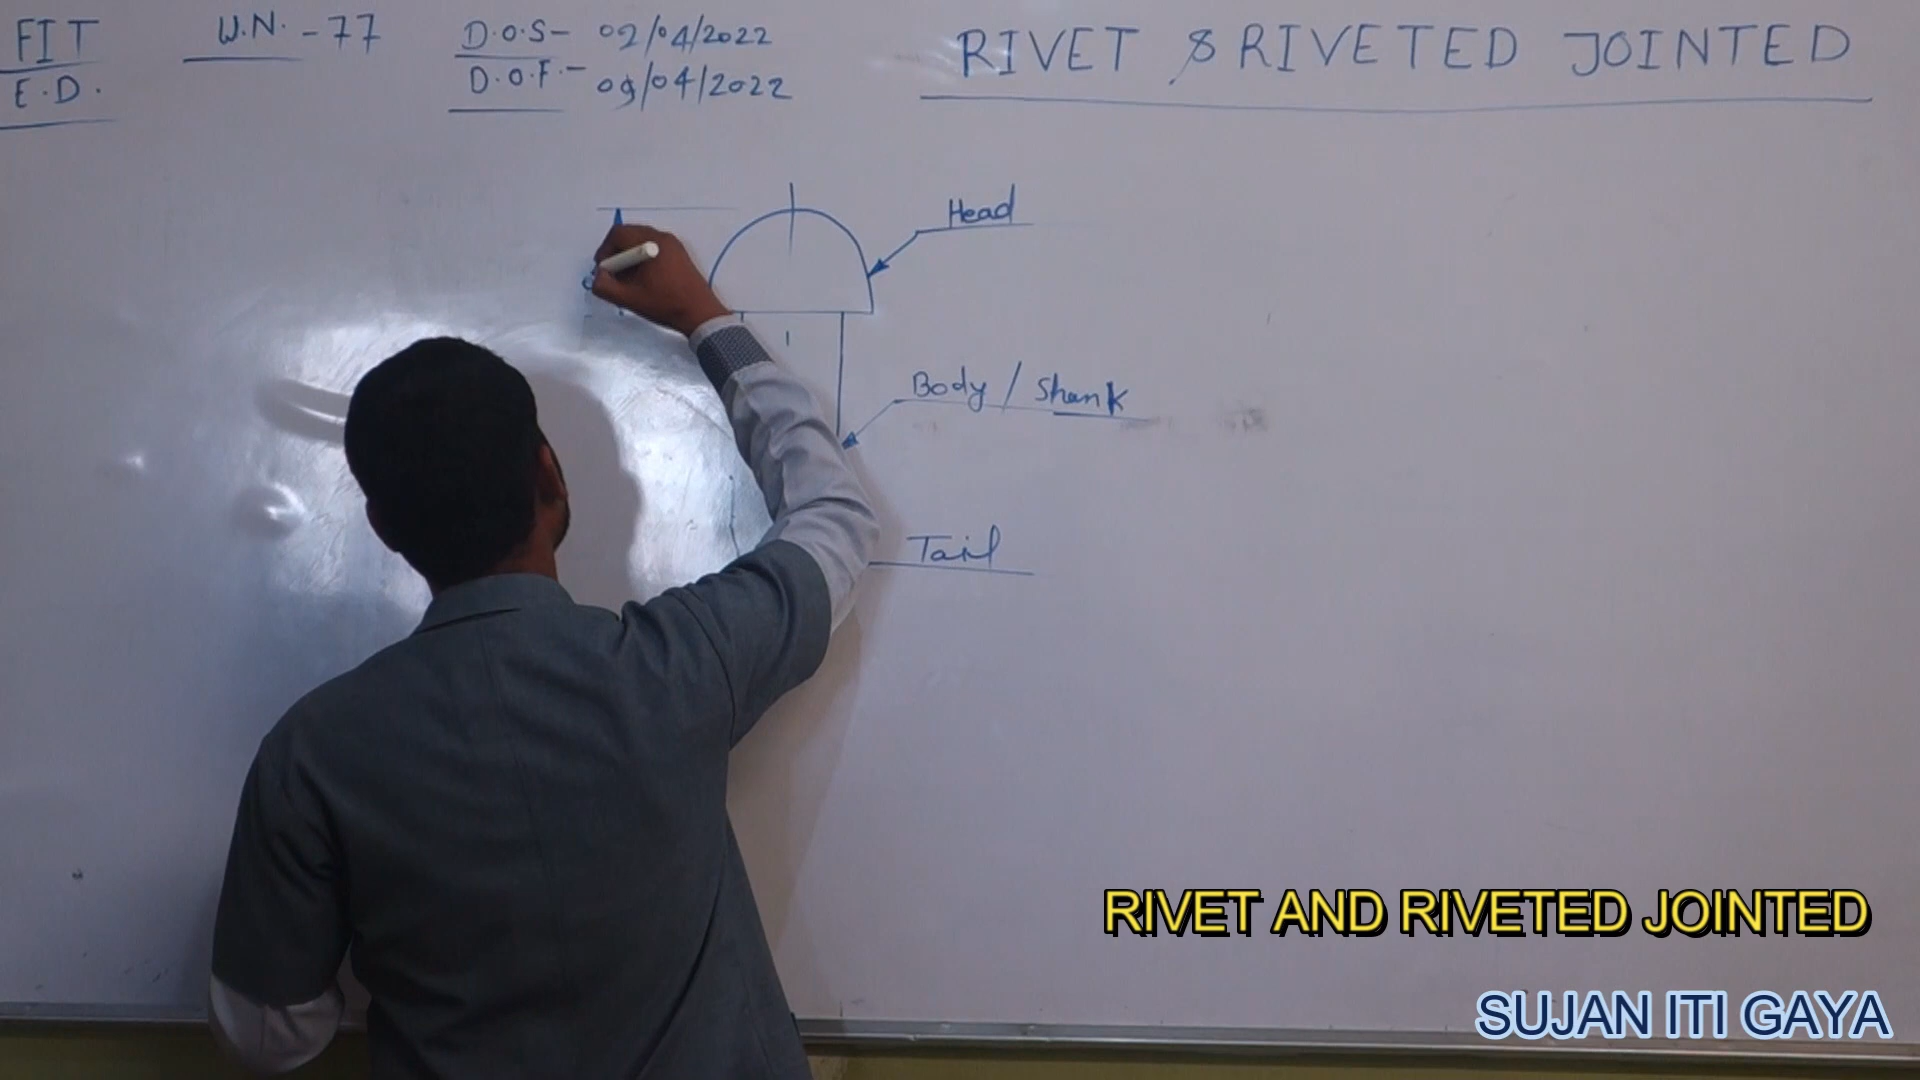 FIT
E.D.
W.N. - 77
D.O.S - 02/04/2022
D.O.F. - 09/04/2022
RIVET & RIVETED JOINTED
Head
Body / Shank
Tail
RIVET AND RIVETED JOINTED
SUJAN ITI GAYA